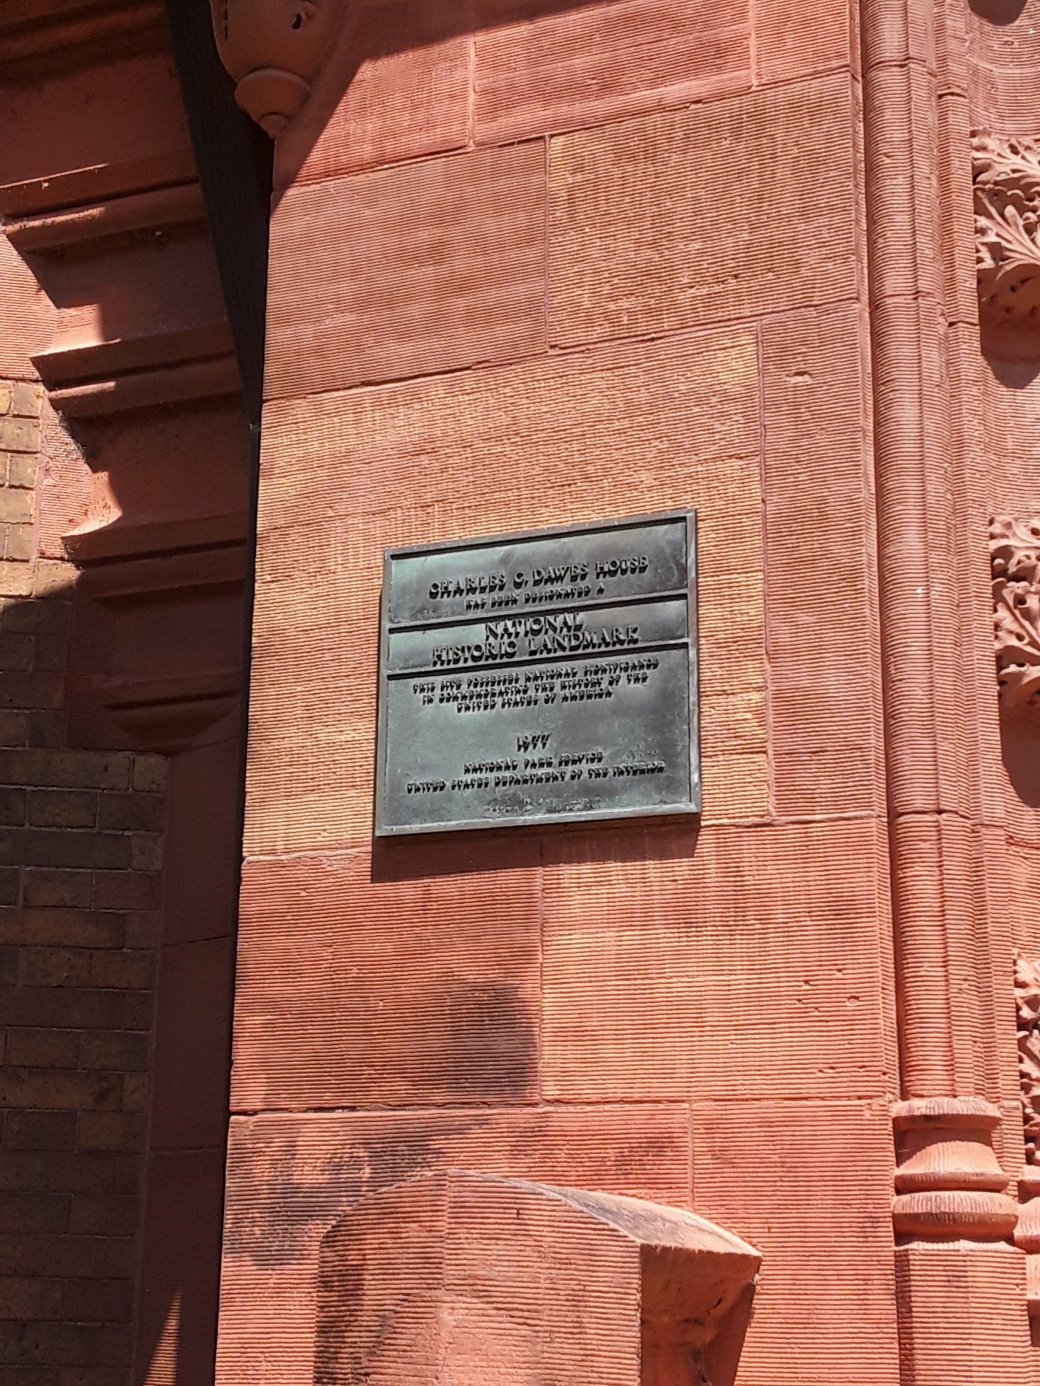 CHARLES G. DAWES HOUSE
HAS BEEN DESIGNATED A
NATIONAL
HISTORIC LANDMARK
THIS SITE POSSESSES NATIONAL SIGNIFICANCE
IN COMMEMORATING THE HISTORY OF THE
UNITED STATES OF AMERICA
1977
NATIONAL PARK SERVICE
UNITED STATES DEPARTMENT OF THE INTERIOR